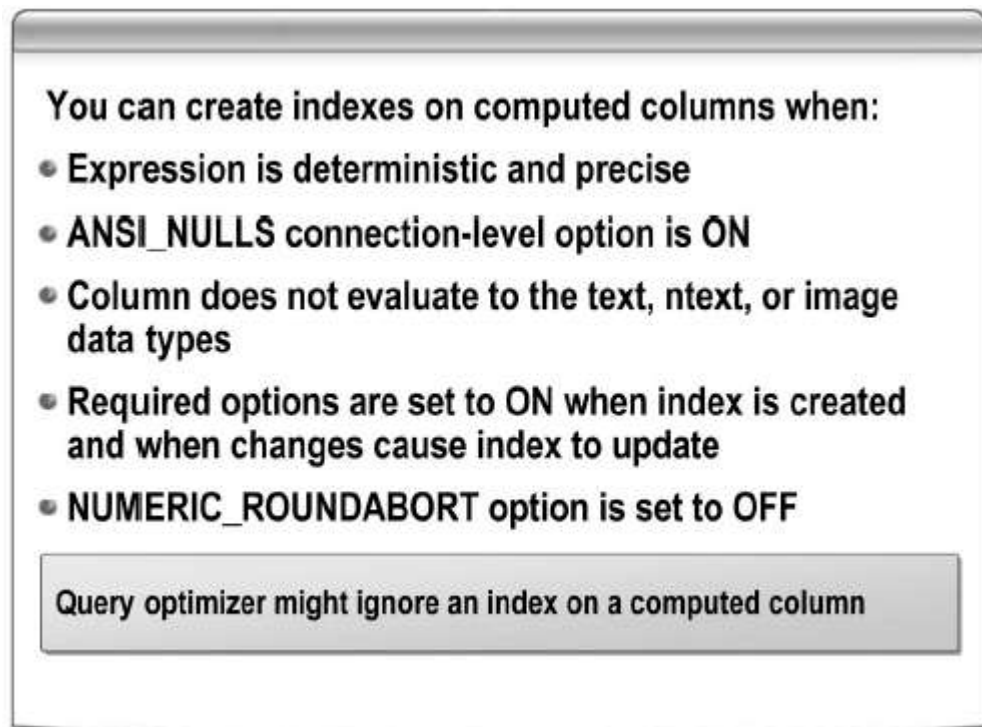 You can create indexes on computed columns when:
Expression is deterministic and precise
ANSI_NULLS connection-level option is ON
Column does not evaluate to the text, ntext, or image
data types
Required options are set to ON when index is created
and when changes cause index to update
NUMERIC_ROUNDABORT option is set to OFF
Query optimizer might ignore an index on a computed column